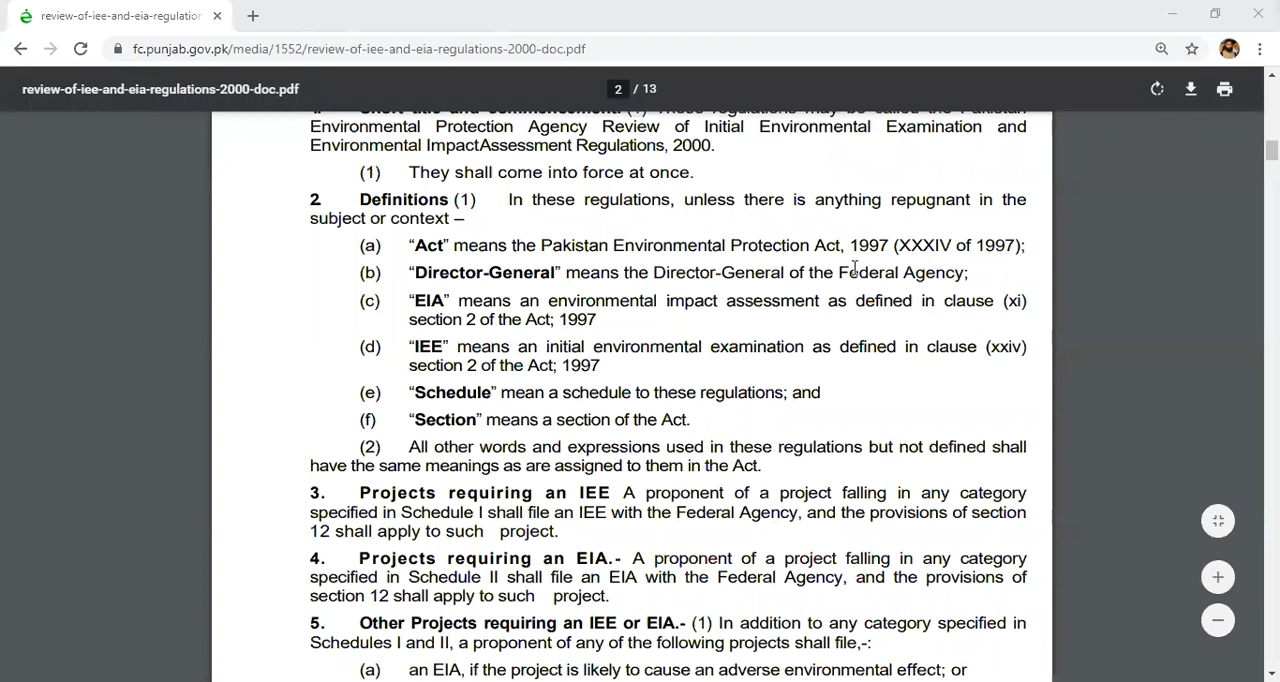 review-of-iee-and-eia-regulation
fc.punjab.gov.pk/media/1552/review-of-iee-and-eia-regulations-2000-doc.pdf
review-of-iee-and-eia-regulations-2000-doc.pdf 2 / 13
Environmental Protection Agency Review of Initial Environmental Examination and
Environmental ImpactAssessment Regulations, 2000.
(1) They shall come into force at once.
2 Definitions (1) In these regulations, unless there is anything repugnant in the
subject or context –
(a) “Act” means the Pakistan Environmental Protection Act, 1997 (XXXIV of 1997);
(b) “Director-General” means the Director-General of the Federal Agency;
(c) “EIA” means an environmental impact assessment as defined in clause (xi)
section 2 of the Act; 1997
(d) “IEE” means an initial environmental examination as defined in clause (xxiv)
section 2 of the Act; 1997
(e) “Schedule” mean a schedule to these regulations; and
(f) “Section” means a section of the Act.
(2) All other words and expressions used in these regulations but not defined shall
have the same meanings as are assigned to them in the Act.
3. Projects requiring an IEE A proponent of a project falling in any category
specified in Schedule I shall file an IEE with the Federal Agency, and the provisions of section
12 shall apply to such project.
4. Projects requiring an EIA.- A proponent of a project falling in any category
specified in Schedule II shall file an EIA with the Federal Agency, and the provisions of
section 12 shall apply to such project.
5. Other Projects requiring an IEE or EIA.- (1) In addition to any category specified in
Schedules I and II, a proponent of any of the following projects shall file,-:
(a) an EIA, if the project is likely to cause an adverse environmental effect; or